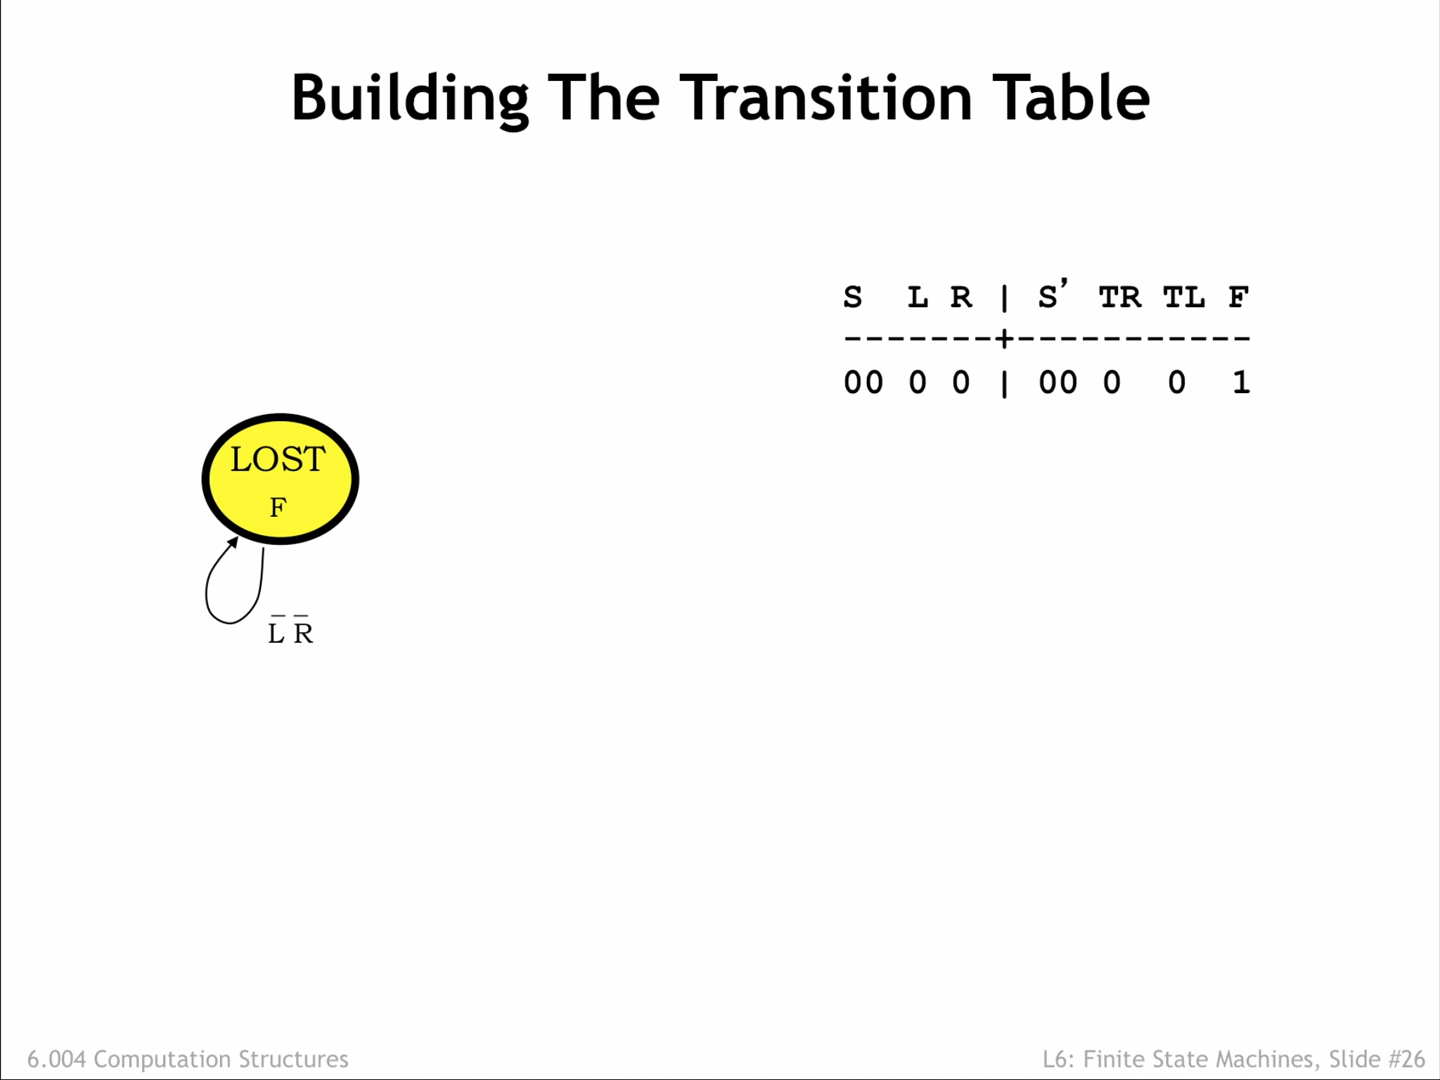 Building The Transition Table
S L R | S’ TR TL F
-------+-----------
00 0 0 | 00 0 0 1
LOST
F
L̅ R̅
6.004 Computation Structures
L6: Finite State Machines, Slide #26